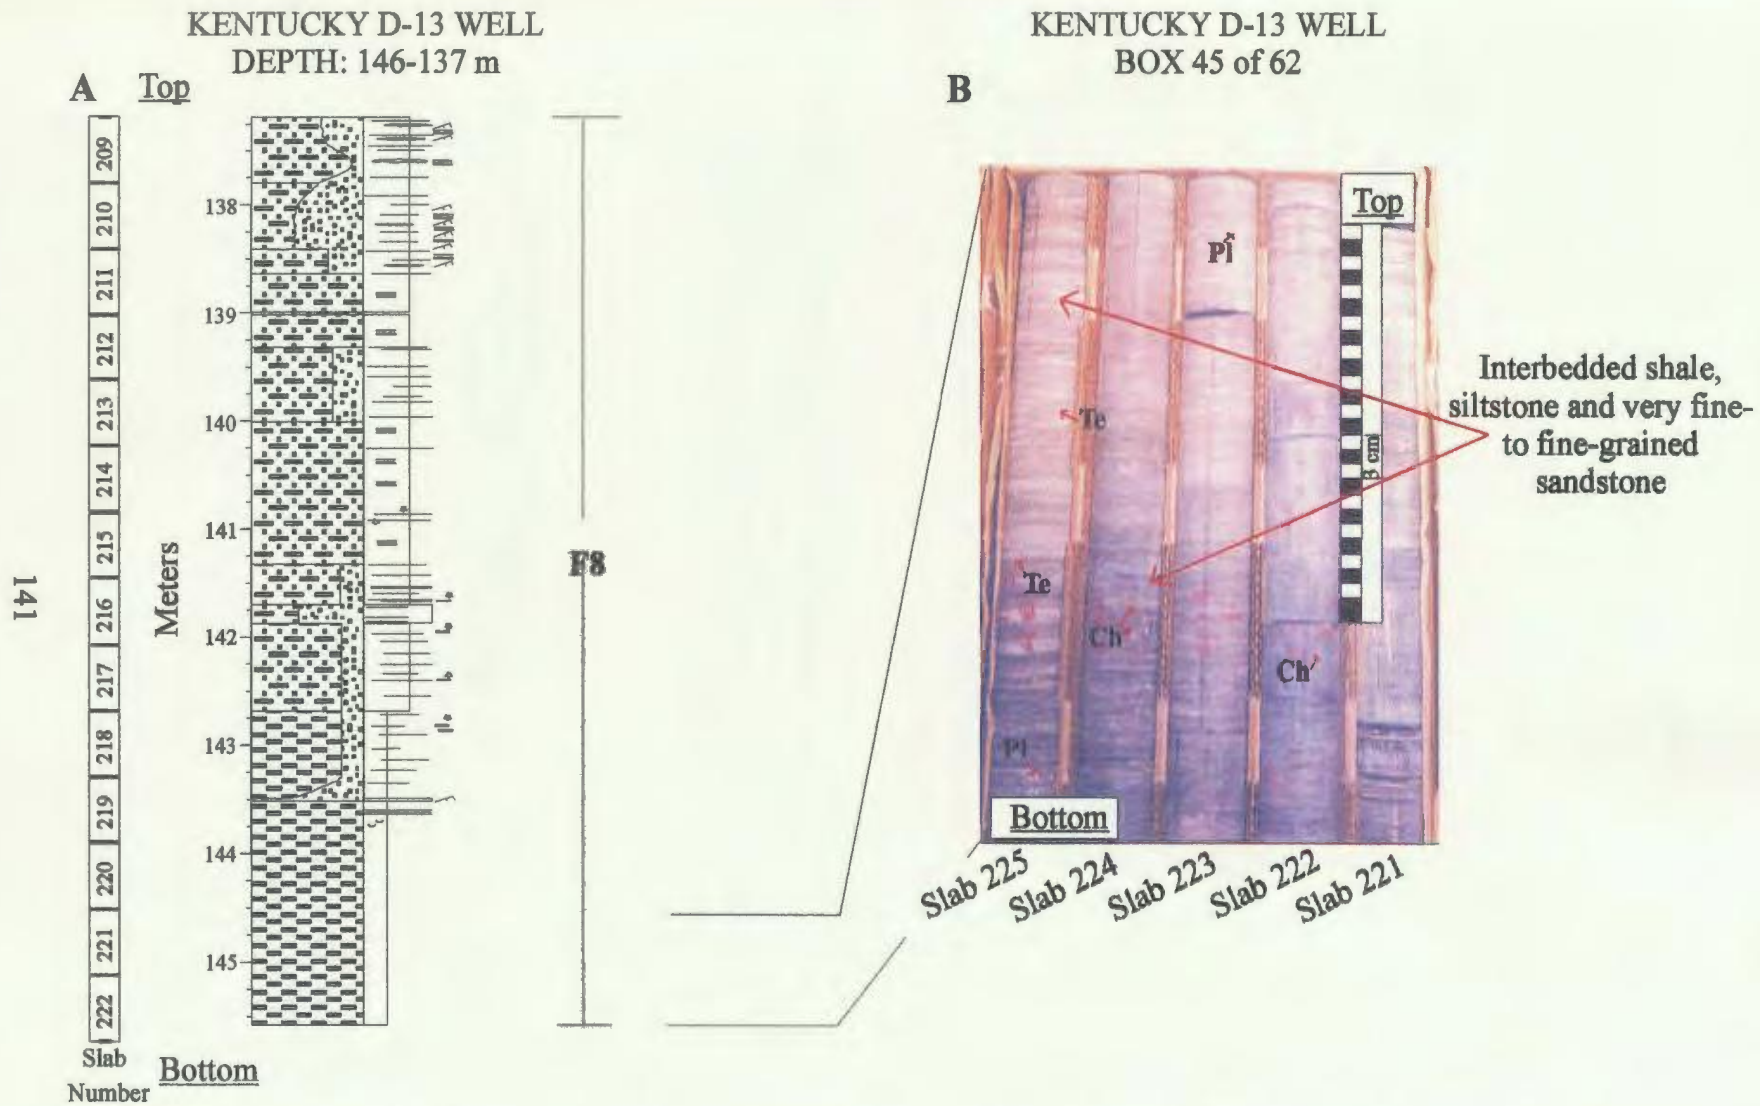 KENTUCKY D-13 WELL
DEPTH: 146-137 m
A
Top
209
210
211
212
213
214
215
216
217
218
219
220
221
222
Slab
Number
Bottom
Meters
138
139
140
141
142
143
144
145
F8
141
KENTUCKY D-13 WELL
BOX 45 of 62
B
Top
Pl
Te
3 cm
Te
Ch
Ch
Pl
Bottom
Slab 225
Slab 224
Slab 223
Slab 222
Slab 221
Interbedded shale,
siltstone and very fine-
to fine-grained
sandstone